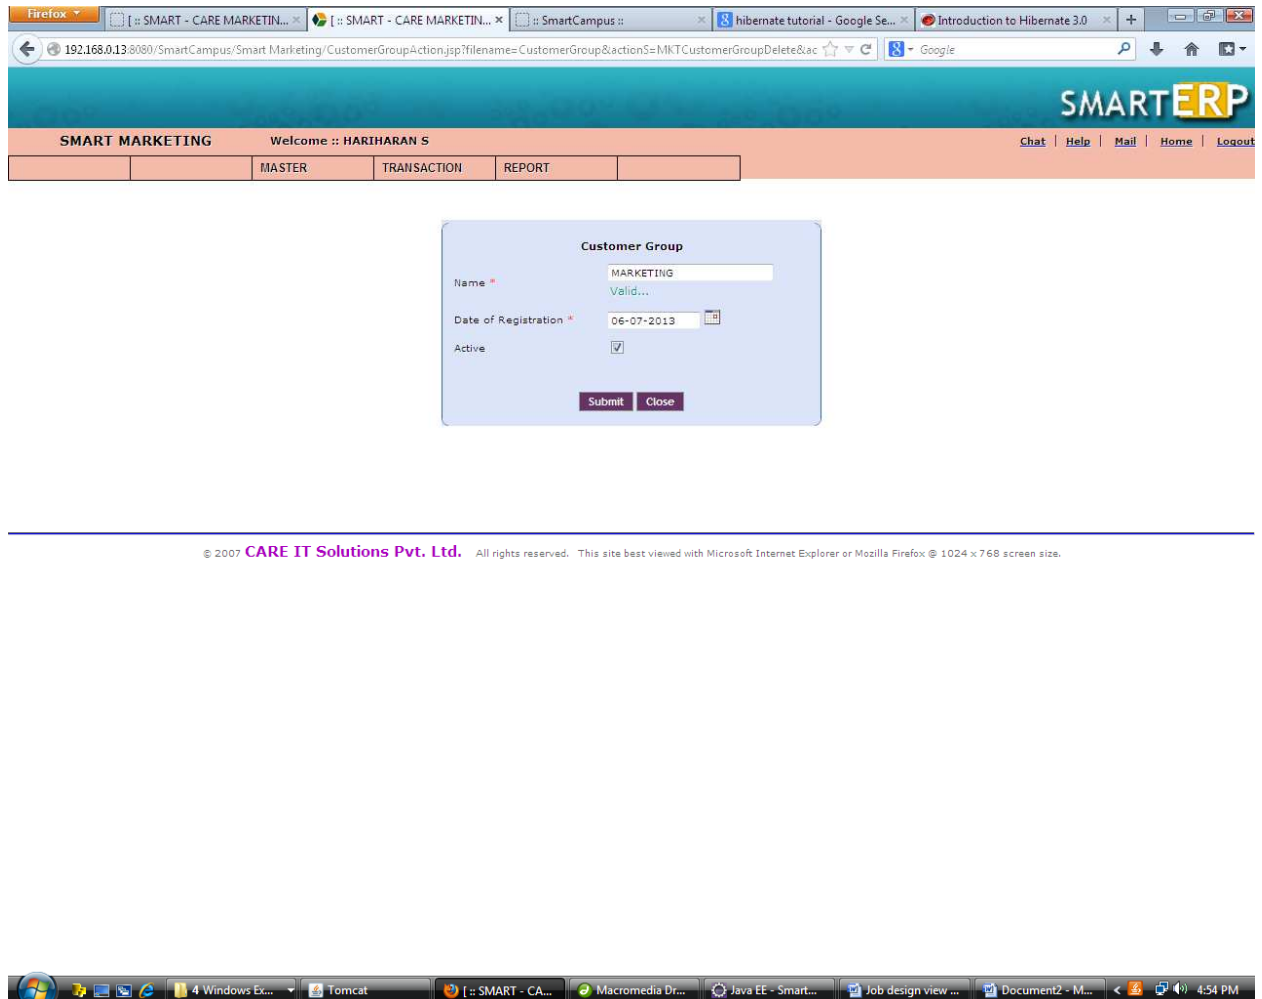 Firefox
[ :: SMART - CARE MARKETIN... × [ :: SMART - CARE MARKETIN... × :: SmartCampus :: × hibernate tutorial - Google Se... × Introduction to Hibernate 3.0 × +
192.168.0.13:8080/SmartCampus/Smart Marketing/CustomerGroupAction.jsp?filename=CustomerGroup&actionS=MKTCustomerGroupDelete&ac Google
SMARTERP
SMART MARKETING Welcome :: HARIHARAN S Chat | Help | Mail | Home | Logout
MASTER TRANSACTION REPORT
Customer Group
Name * MARKETING
Valid...
Date of Registration * 06-07-2013
Active
Submit Close
© 2007 CARE IT Solutions Pvt. Ltd. All rights reserved. This site best viewed with Microsoft Internet Explorer or Mozilla Firefox @ 1024 x 768 screen size.
4 Windows Ex... Tomcat [ :: SMART - CA... Macromedia Dr... Java EE - Smart... Job design view ... Document2 - M... < 4:54 PM